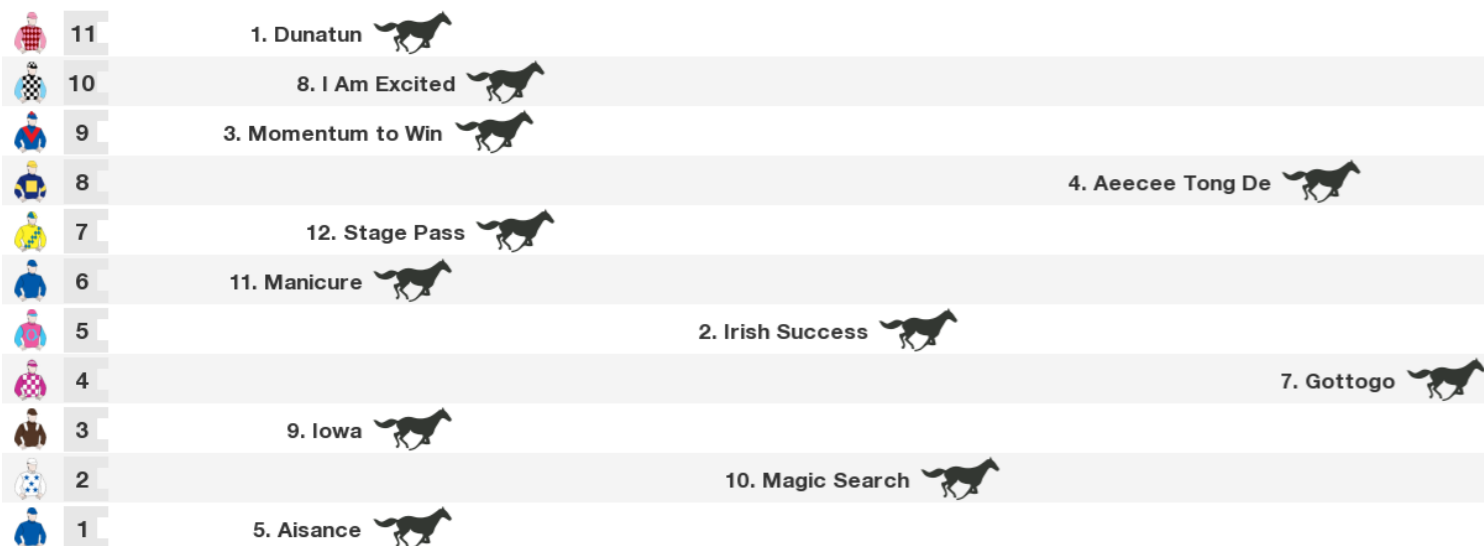 11 1. Dunatun
10 8. I Am Excited
9 3. Momentum to Win
8 4. Aeecee Tong De
7 12. Stage Pass
6 11. Manicure
5 2. Irish Success
4 7. Gottogo
3 9. Iowa
2 10. Magic Search
1 5. Aisance